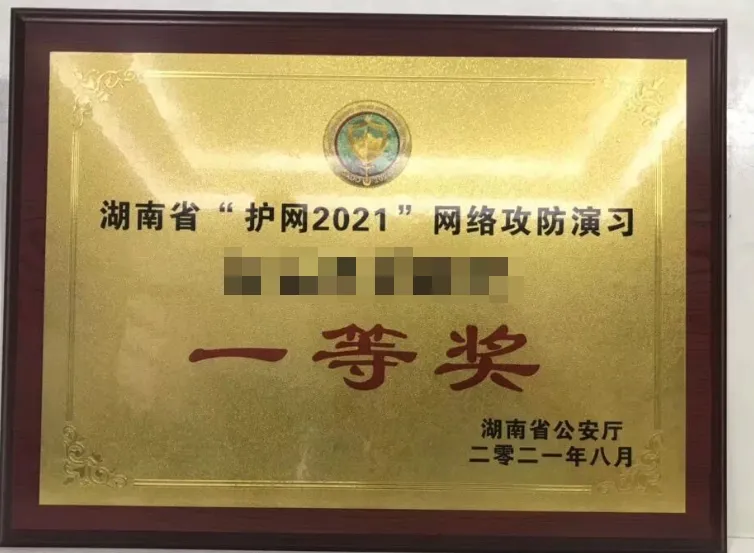 湖南省“护网2021”网络攻防演习
一等奖
湖南省公安厅
二零二一年八月